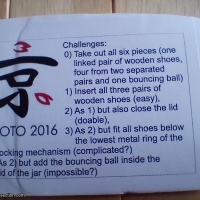 京
Challenges:
0) Take out all six pieces (one
linked pair of wooden shoes,
four from two separated
pairs and one bouncing ball)
1) Insert all three pairs of
wooden shoes (easy),
2) As 1) but also close the lid
(doable),
OTO 2016
3) As 2) but fit all shoes below
the lowest metal ring of the
ocking mechanism (complicated?)
As 2) but add the bouncing ball inside the
id of the jar (impossible?)